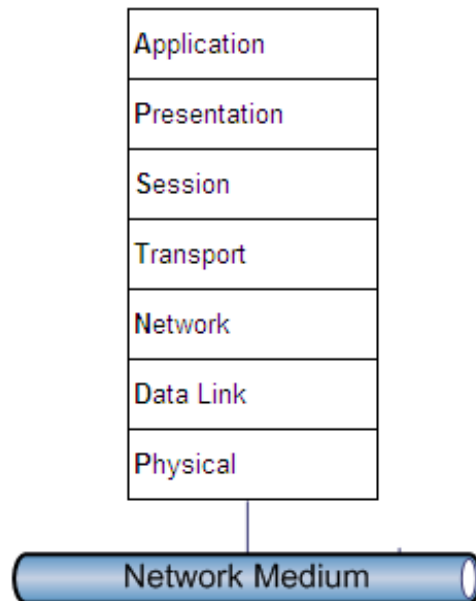 Application
Presentation
Session
Transport
Network
Data Link
Physical
Network Medium